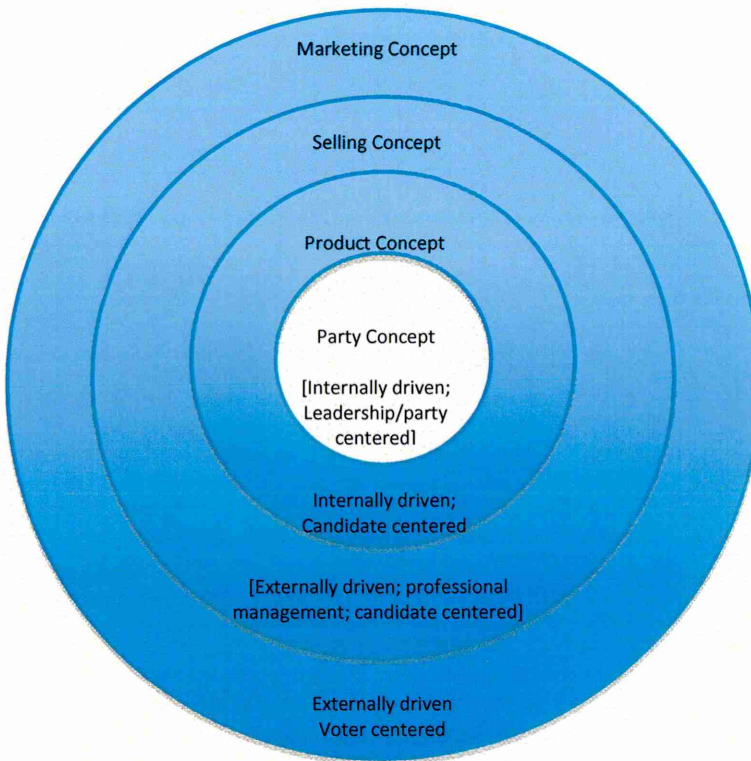 Marketing Concept
Selling Concept
Product Concept
Party Concept
[Internally driven;
Leadership/party
centered]
Internally driven;
Candidate centered
[Externally driven; professional
management; candidate centered]
Externally driven
Voter centered